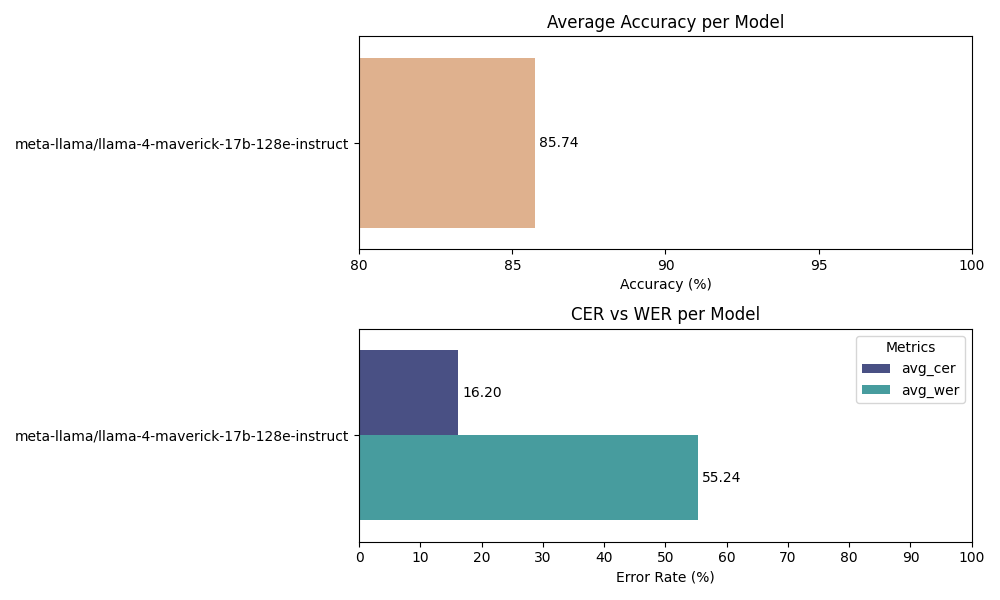 Average Accuracy per Model
meta-llama/llama-4-maverick-17b-128e-instruct
85.74
80 85 90 95 100
Accuracy (%)
CER vs WER per Model
Metrics
avg_cer
avg_wer
16.20
meta-llama/llama-4-maverick-17b-128e-instruct
55.24
0 10 20 30 40 50 60 70 80 90 100
Error Rate (%)